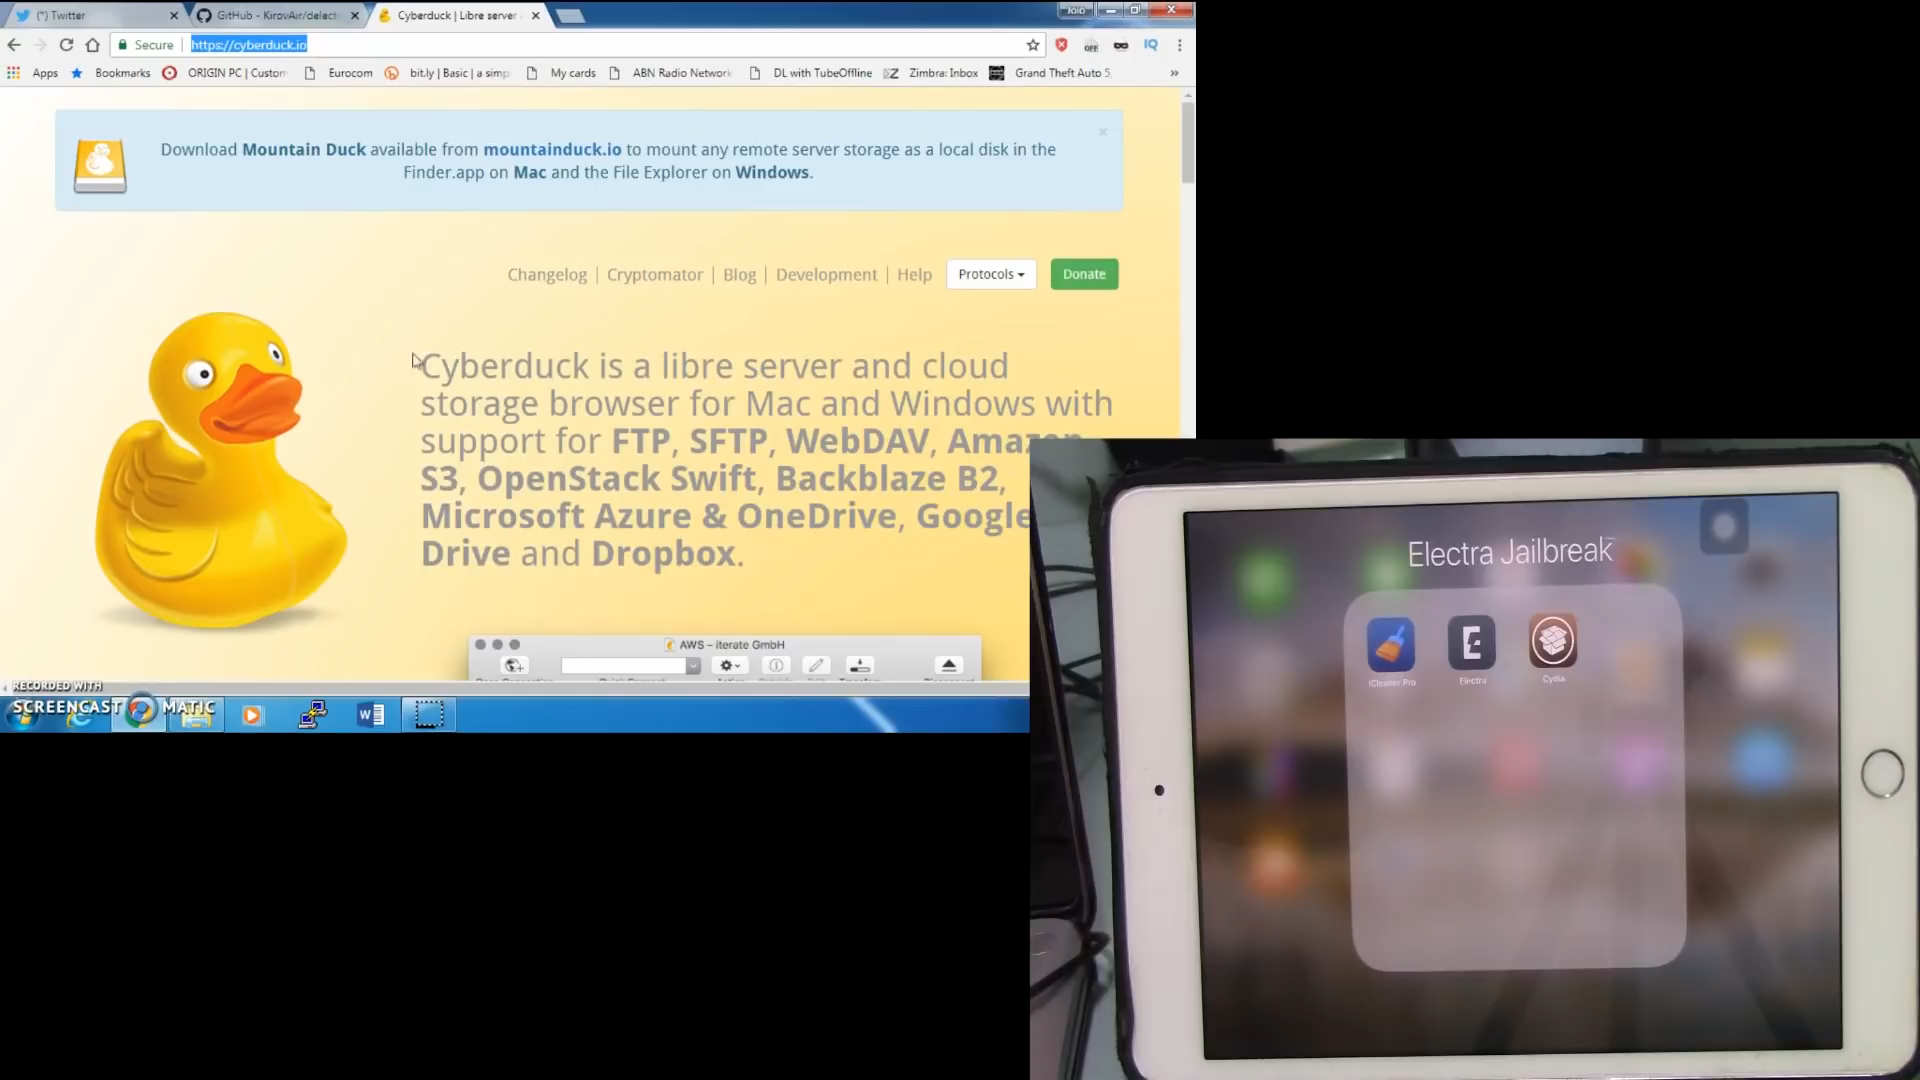 (*) Twitter
GitHub - KirovAir/delect
Cyberduck | Libre server
JOJO
Secure
https://cyberduck.io
OFF
IQ
Apps
Bookmarks
ORIGIN PC | Custom
Eurocom
bit.ly | Basic | a simp
My cards
ABN Radio Network
DL with TubeOffline
Zimbra: Inbox
Grand Theft Auto 5
»
Download Mountain Duck available from mountainduck.io to mount any remote server storage as a local disk in the
Finder.app on Mac and the File Explorer on Windows.
×
Changelog | Cryptomator | Blog | Development | Help
Protocols
Donate
Cyberduck is a libre server and cloud
storage browser for Mac and Windows with
support for FTP, SFTP, WebDAV, Amazon
S3, OpenStack Swift, Backblaze B2,
Microsoft Azure & OneDrive, Google
Drive and Dropbox.
AWS – iterate GmbH
RECORDED WITH
SCREENCAST MATIC
Electra Jailbreak
iCleaner Pro
Electra
Cydia